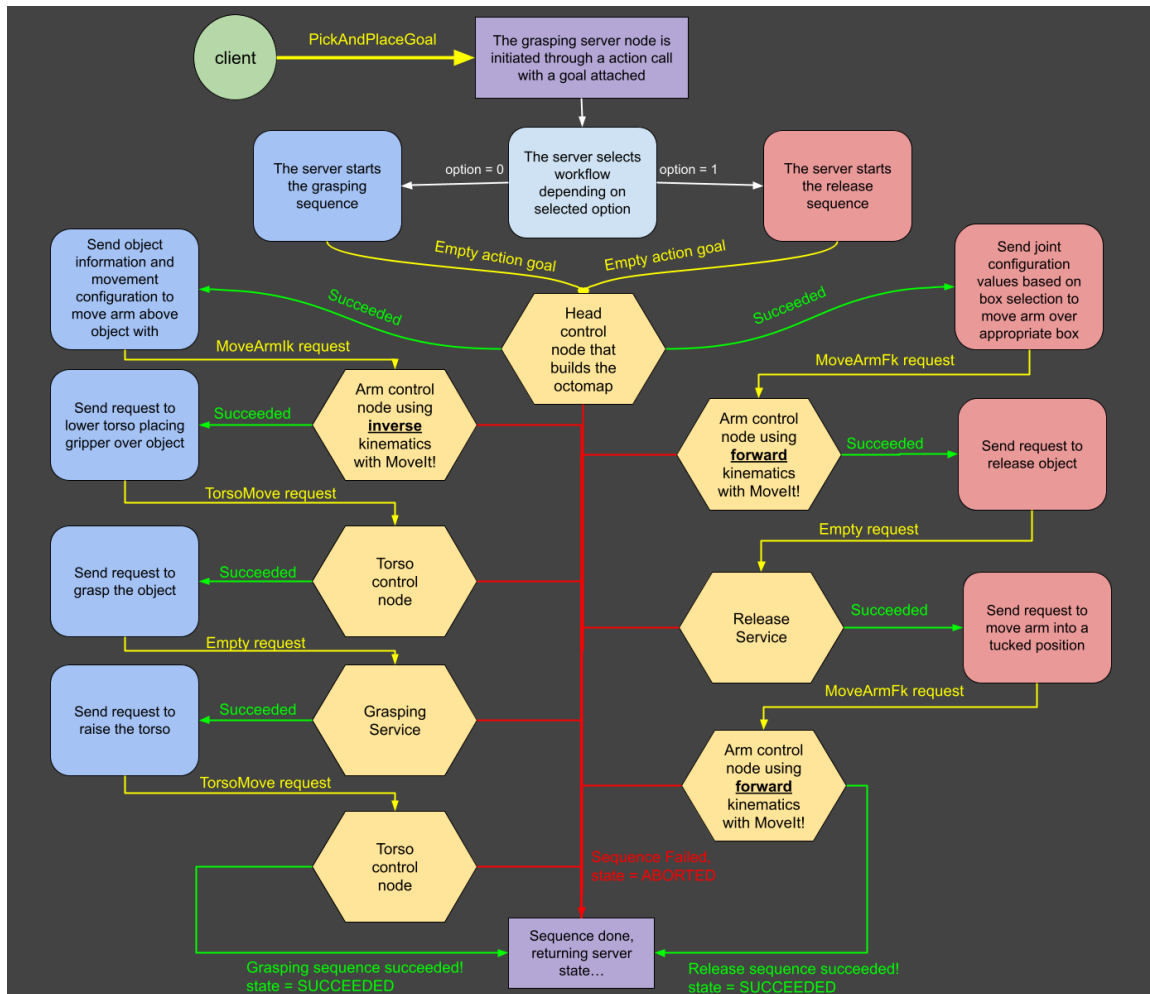 client
PickAndPlaceGoal
The grasping server node is
initiated through a action call
with a goal attached
The server starts
the grasping
sequence
option = 0
The server selects
workflow
depending on
selected option
option = 1
The server starts
the release
sequence
Empty action goal
Empty action goal
Send object
information and
movement
configuration to
move arm above
object with
Succeeded
Head
control
node that
builds the
octomap
Succeeded
Send joint
configuration
values based on
box selection to
move arm over
appropriate box
MoveArmIk request
MoveArmFk request
Send request to
lower torso placing
gripper over object
Succeeded
Arm control
node using
inverse
kinematics
with MoveIt!
Arm control
node using
forward
kinematics
with MoveIt!
Succeeded
Send request to
release object
TorsoMove request
Empty request
Send request to
grasp the object
Succeeded
Torso
control
node
Release
Service
Succeeded
Send request to
move arm into a
tucked position
Empty request
MoveArmFk request
Send request to
raise the torso
Succeeded
Grasping
Service
Arm control
node using
forward
kinematics
with MoveIt!
TorsoMove request
Torso
control
node
Sequence Failed,
state = ABORTED
Sequence done,
returning server
state…
Grasping sequence succeeded!
state = SUCCEEDED
Release sequence succeeded!
state = SUCCEEDED